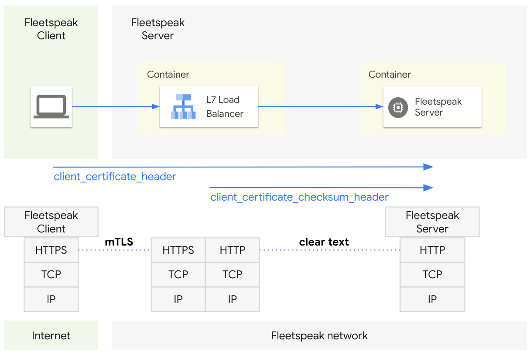 Fleetspeak
Client
Fleetspeak
Server
Container
Container
L7 Load
Balancer
Fleetspeak
Server
client_certificate_header
client_certificate_checksum_header
Fleetspeak
Client
Fleetspeak
Server
mTLS
clear text
HTTPS
HTTPS
HTTP
HTTP
TCP
TCP
TCP
TCP
IP
IP
IP
IP
Internet
Fleetspeak network